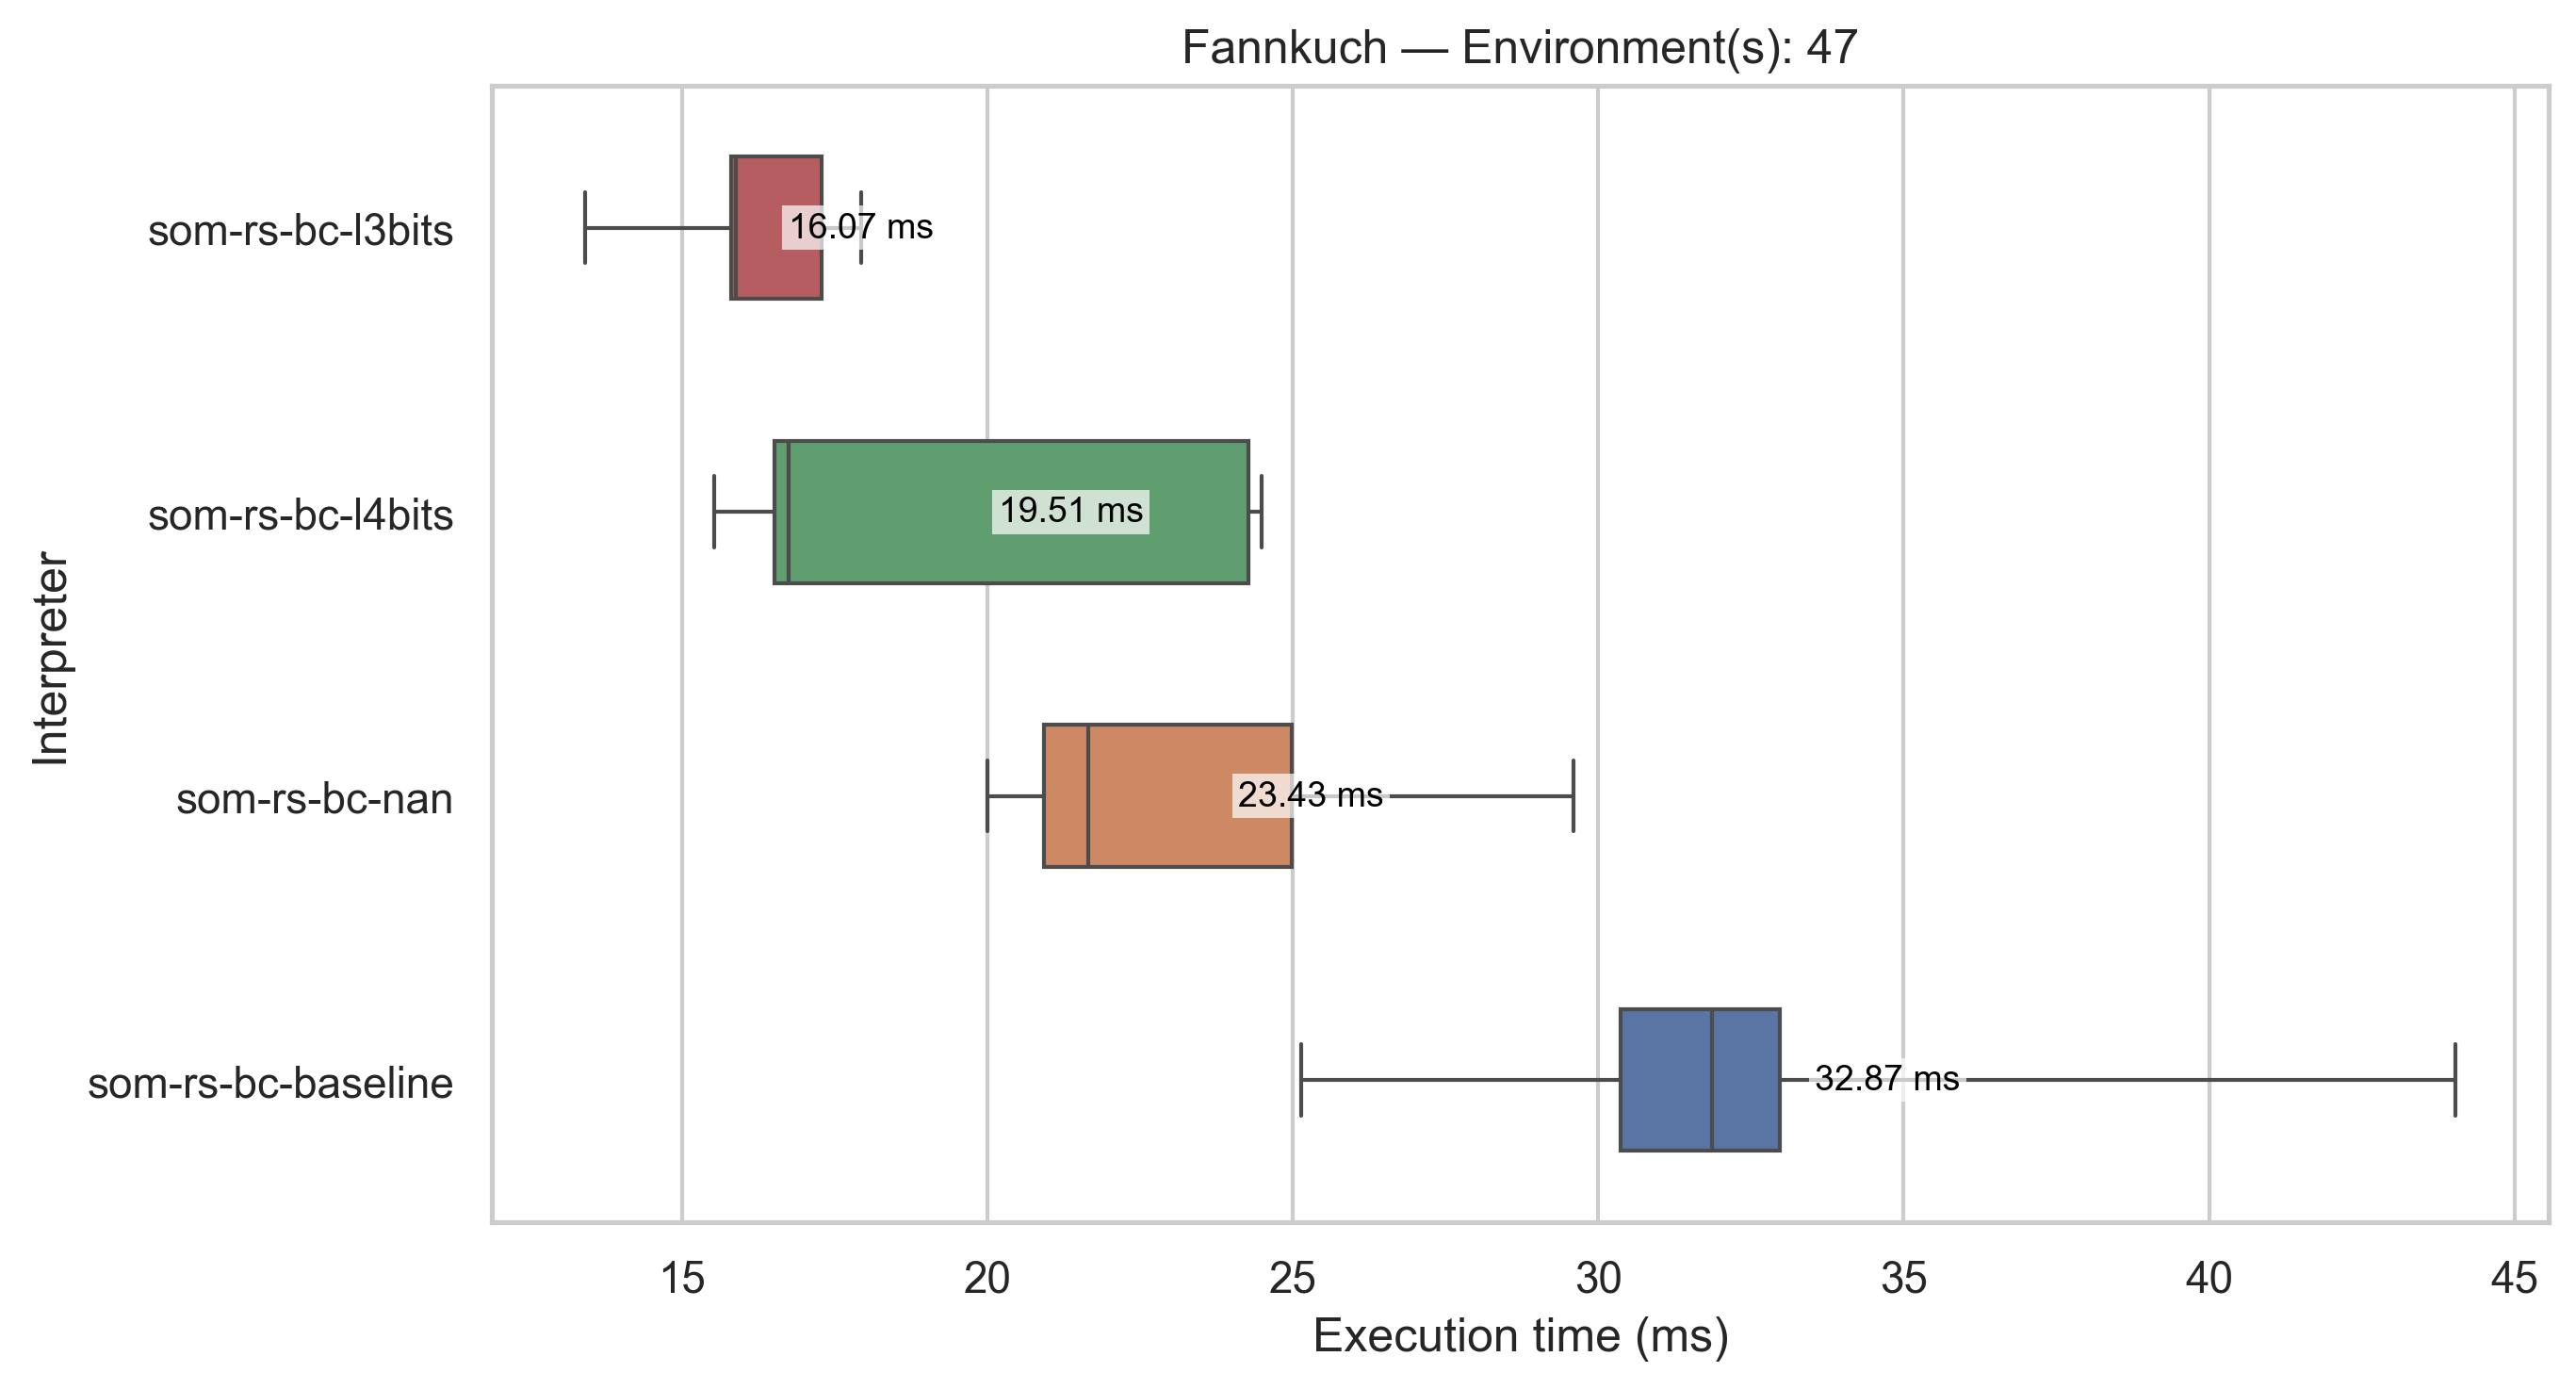 Fannkuch — Environment(s): 47
Interpreter
som-rs-bc-l3bits
16.07 ms
som-rs-bc-l4bits
19.51 ms
som-rs-bc-nan
23.43 ms
som-rs-bc-baseline
32.87 ms
15 20 25 30 35 40 45
Execution time (ms)